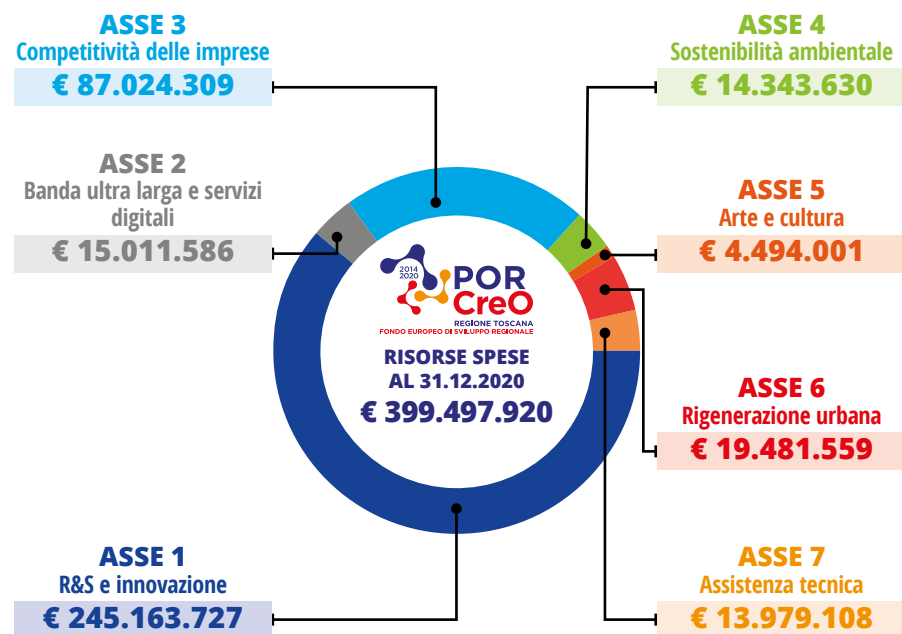 ASSE 3
Competitività delle imprese
€ 87.024.309
ASSE 4
Sostenibilità ambientale
€ 14.343.630
ASSE 2
Banda ultra larga e servizi
digitali
€ 15.011.586
ASSE 5
Arte e cultura
€ 4.494.001
2014
2020
POR
CreO
REGIONE TOSCANA
FONDO EUROPEO DI SVILUPPO REGIONALE
RISORSE SPESE
AL 31.12.2020
€ 399.497.920
ASSE 6
Rigenerazione urbana
€ 19.481.559
ASSE 1
R&S e innovazione
€ 245.163.727
ASSE 7
Assistenza tecnica
€ 13.979.108